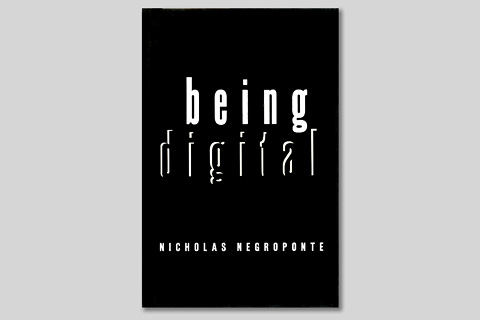 being
digital
NICHOLAS NEGROPONTE